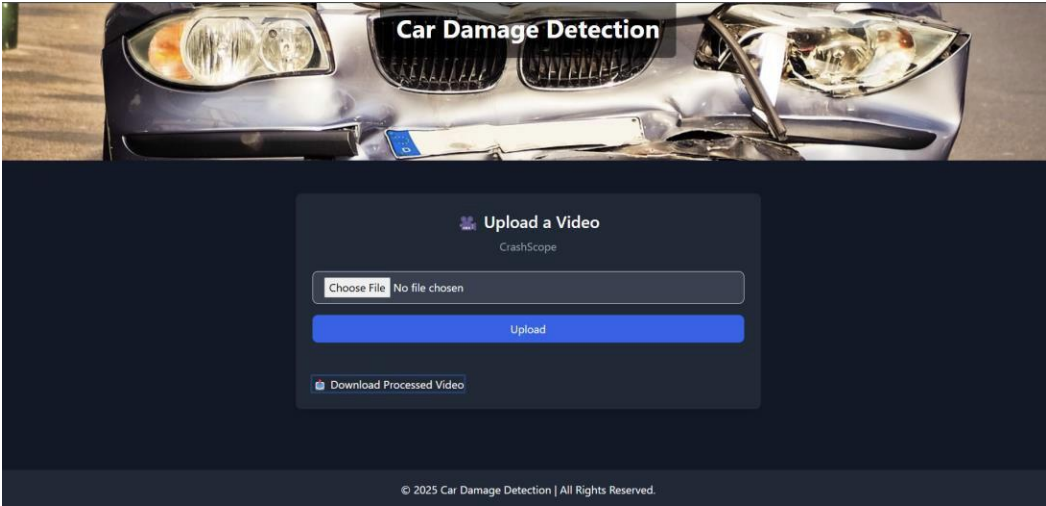 Car Damage Detection
Upload a Video
CrashScope
Choose File No file chosen
Upload
Download Processed Video
© 2025 Car Damage Detection | All Rights Reserved.